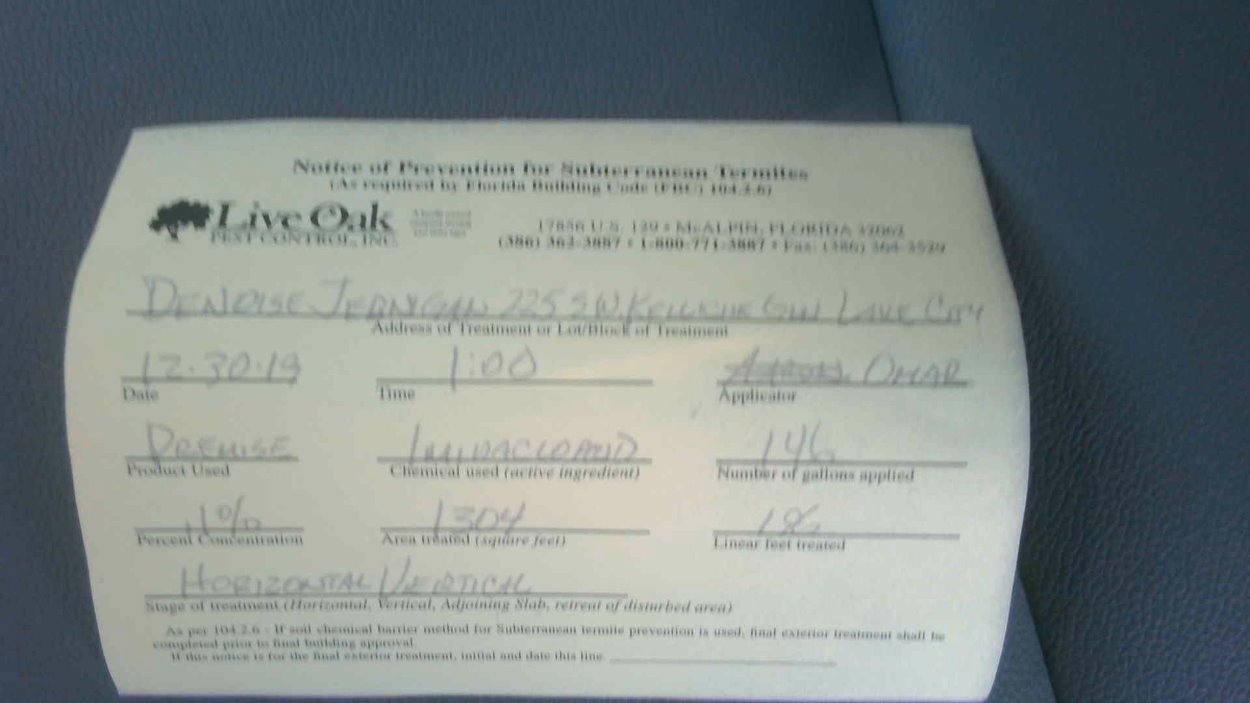 Notice of Prevention for Subterranean Termites
(As required by Florida Building Code (FBC) 104.2.6)
Live Oak
PEST CONTROL, INC.
17856 U.S. 129 • McALPIN, FLORIDA 32062
(386) 362-3887 • 1-800-771-3887 • Fax: (386) 364-3529
225 SW Lake City
Address of Treatment or Lot/Block of Treatment
12-30-19 1:00 Omar
Date Time Applicator
Premise Imidacloprid 146
Product Used Chemical used (active ingredient) Number of gallons applied
.1% 1304 186
Percent Concentration Area treated (square feet) Linear feet treated
Horizontal Vertical
Stage of treatment (Horizontal, Vertical, Adjoining Slab, retreat of disturbed area)
As per 104.2.6 - If soil chemical barrier method for Subterranean termite prevention is used, final exterior treatment shall be
completed prior to final building approval.
If this notice is for the final exterior treatment, initial and date this line.